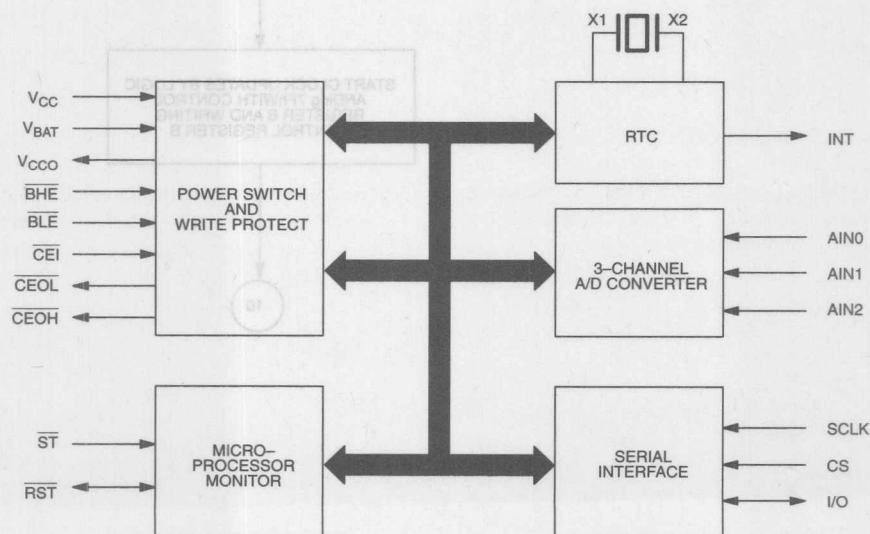 X1 X2
VCC
VBAT
VCCO
BHE
BLE
CEI
CEOL
CEOH
POWER SWITCH
AND
WRITE PROTECT
RTC
INT
3–CHANNEL
A/D CONVERTER
AIN0
AIN1
AIN2
ST
RST
MICRO–
PROCESSOR
MONITOR
SERIAL
INTERFACE
SCLK
CS
I/O